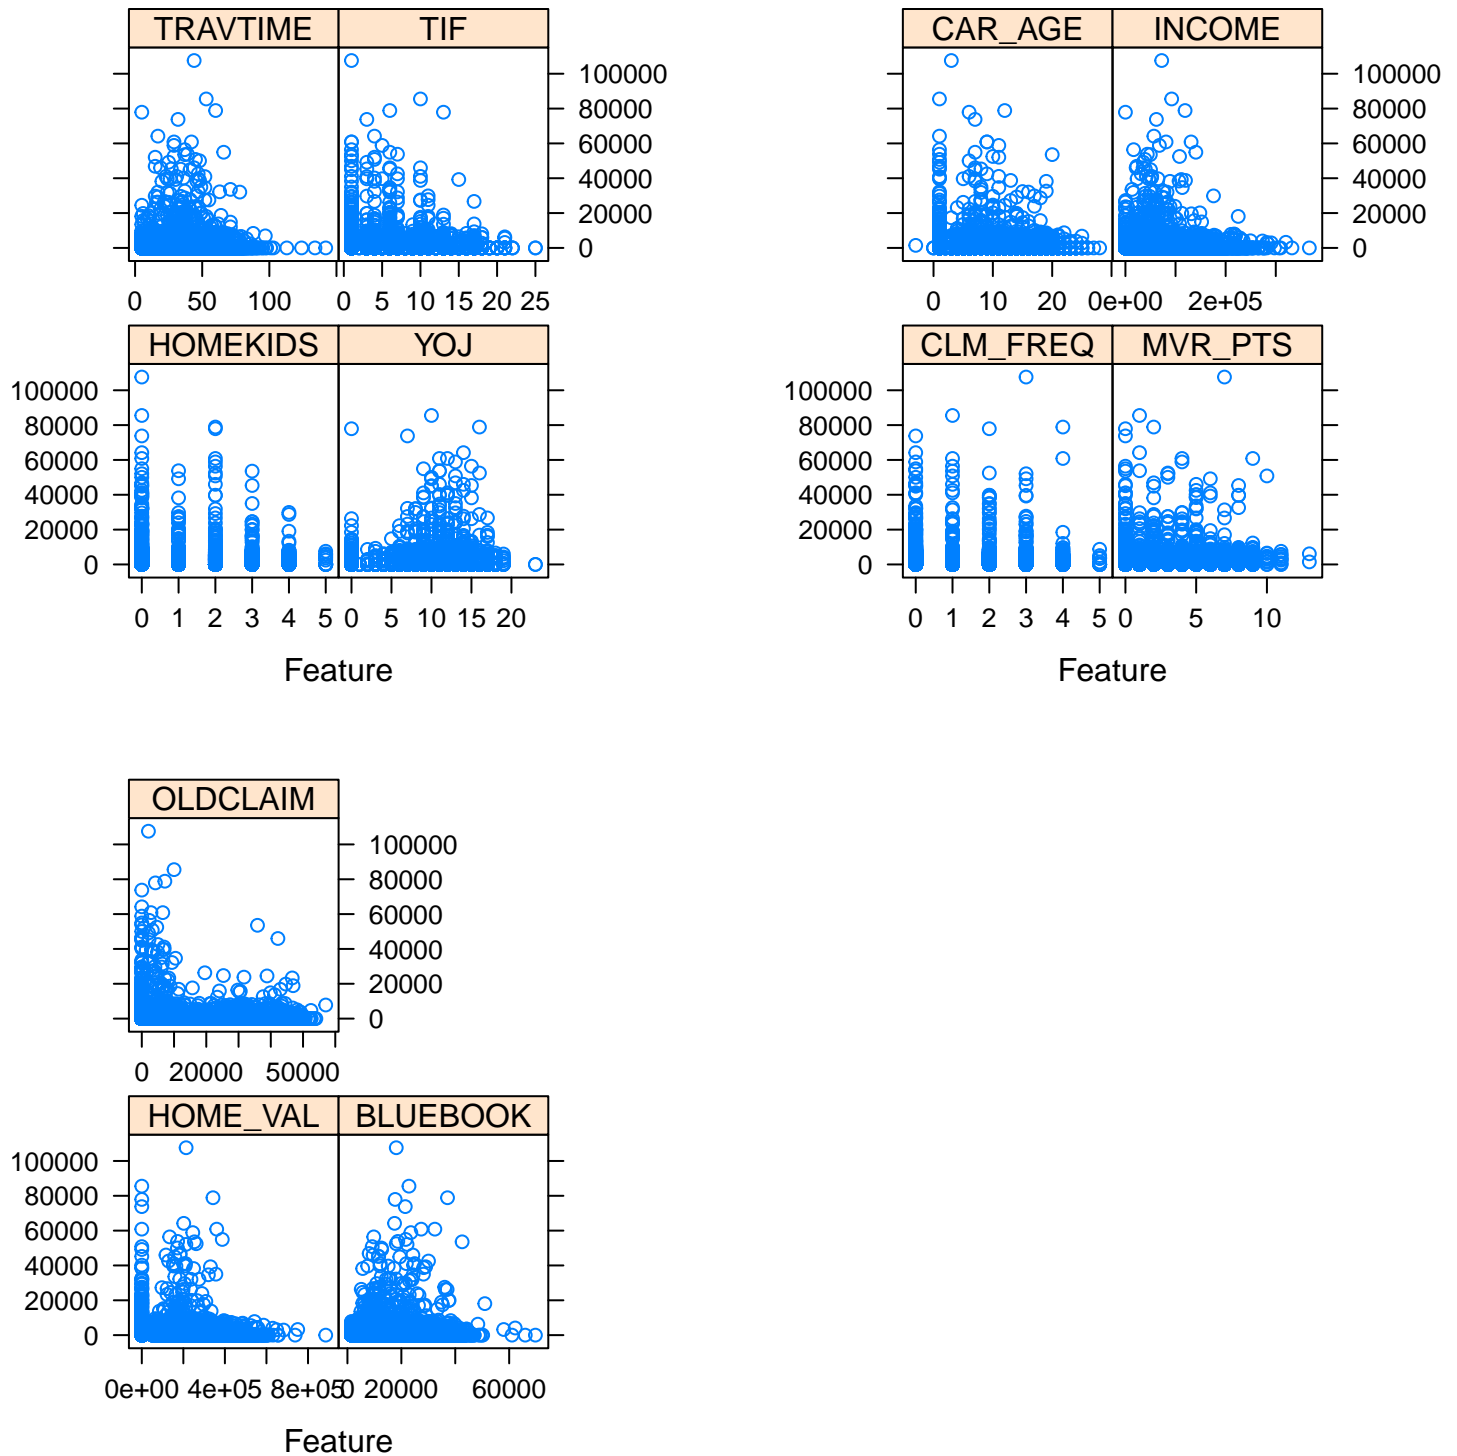 TRAVTIME TIF
100000
80000
60000
40000
20000
0
0 50 100 0 5 10 15 20 25
HOMEKIDS YOJ
100000
80000
60000
40000
20000
0
0 1 2 3 4 5 0 5 10 15 20
Feature
CAR_AGE INCOME
100000
80000
60000
40000
20000
0
0 10 20 0e+00 2e+05
CLM_FREQ MVR_PTS
100000
80000
60000
40000
20000
0
0 1 2 3 4 5 0 5 10
Feature
OLDCLAIM
100000
80000
60000
40000
20000
0
0 20000 50000
HOME_VAL BLUEBOOK
100000
80000
60000
40000
20000
0
0e+00 4e+05 8e+05 0 20000 60000
Feature